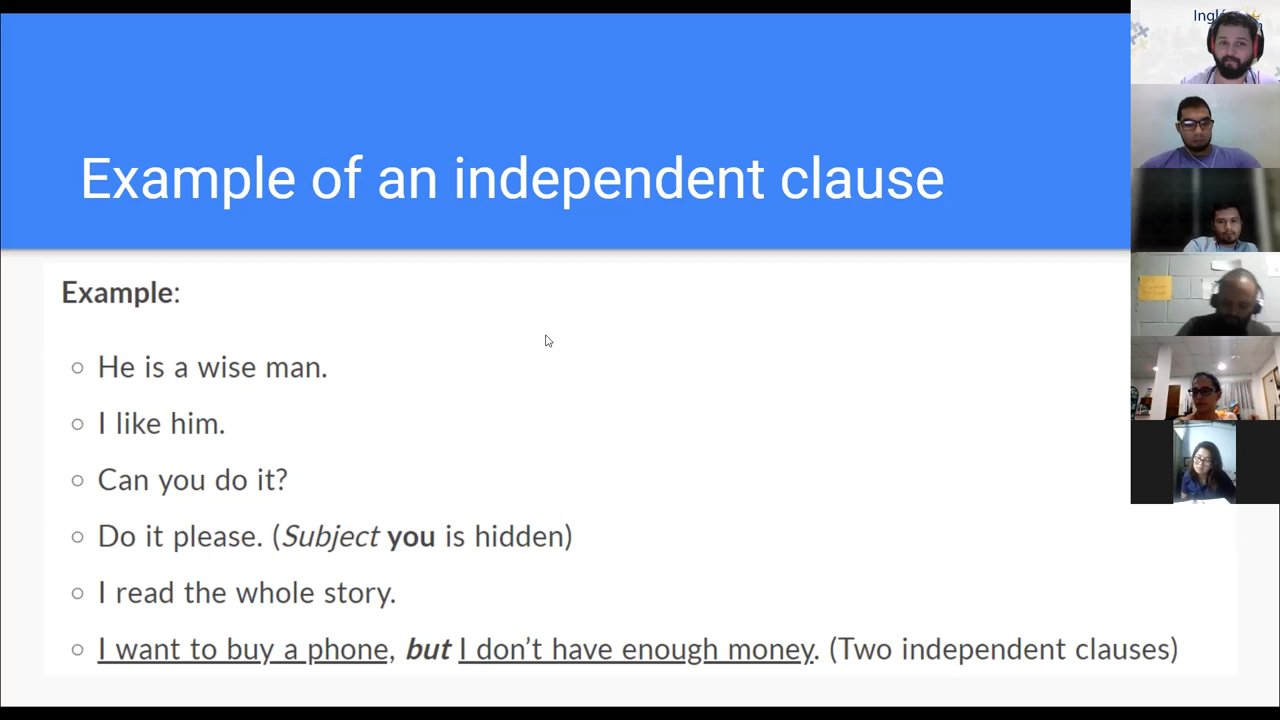 Example of an independent clause
Example:
He is a wise man.
I like him.
Can you do it?
Do it please. (Subject you is hidden)
I read the whole story.
I want to buy a phone, but I don't have enough money. (Two independent clauses)